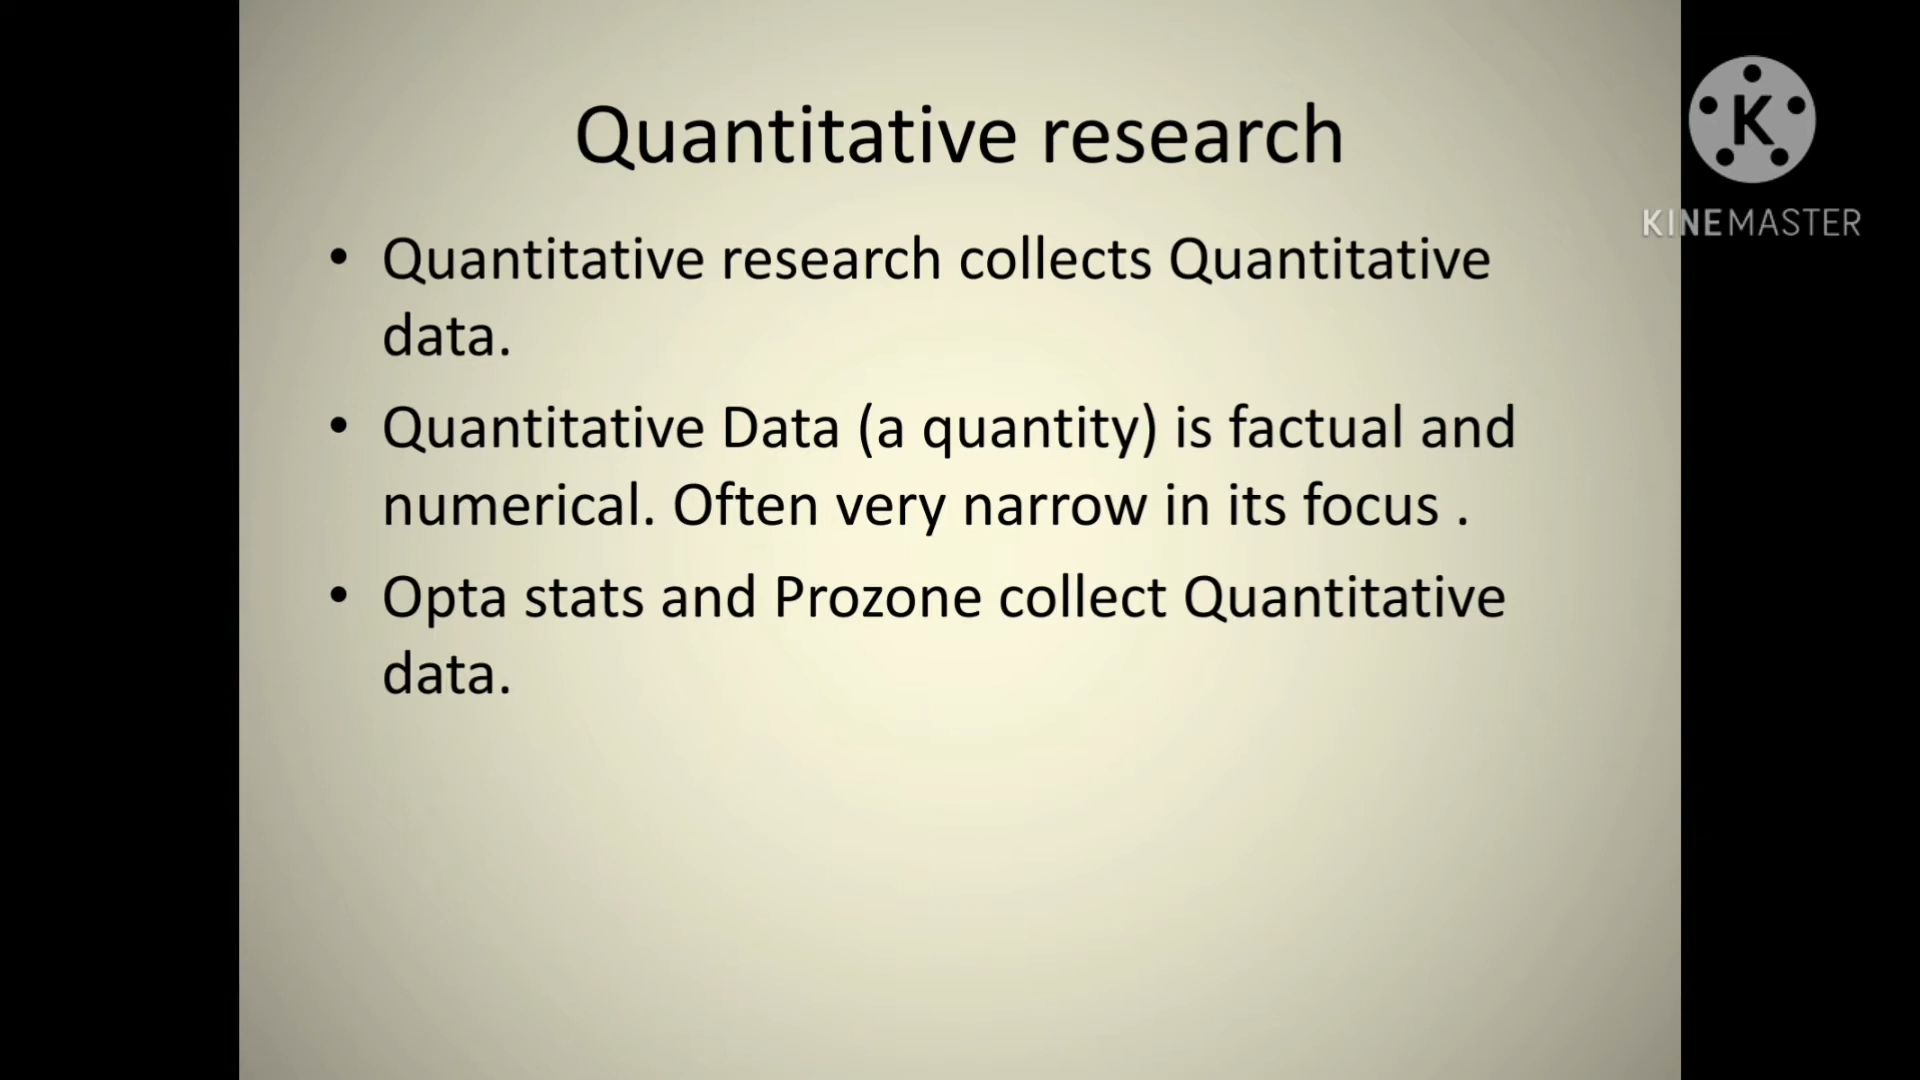 Quantitative research
• Quantitative research collects Quantitative
data.
• Quantitative Data (a quantity) is factual and
numerical. Often very narrow in its focus .
• Opta stats and Prozone collect Quantitative
data.
K
KINEMASTER